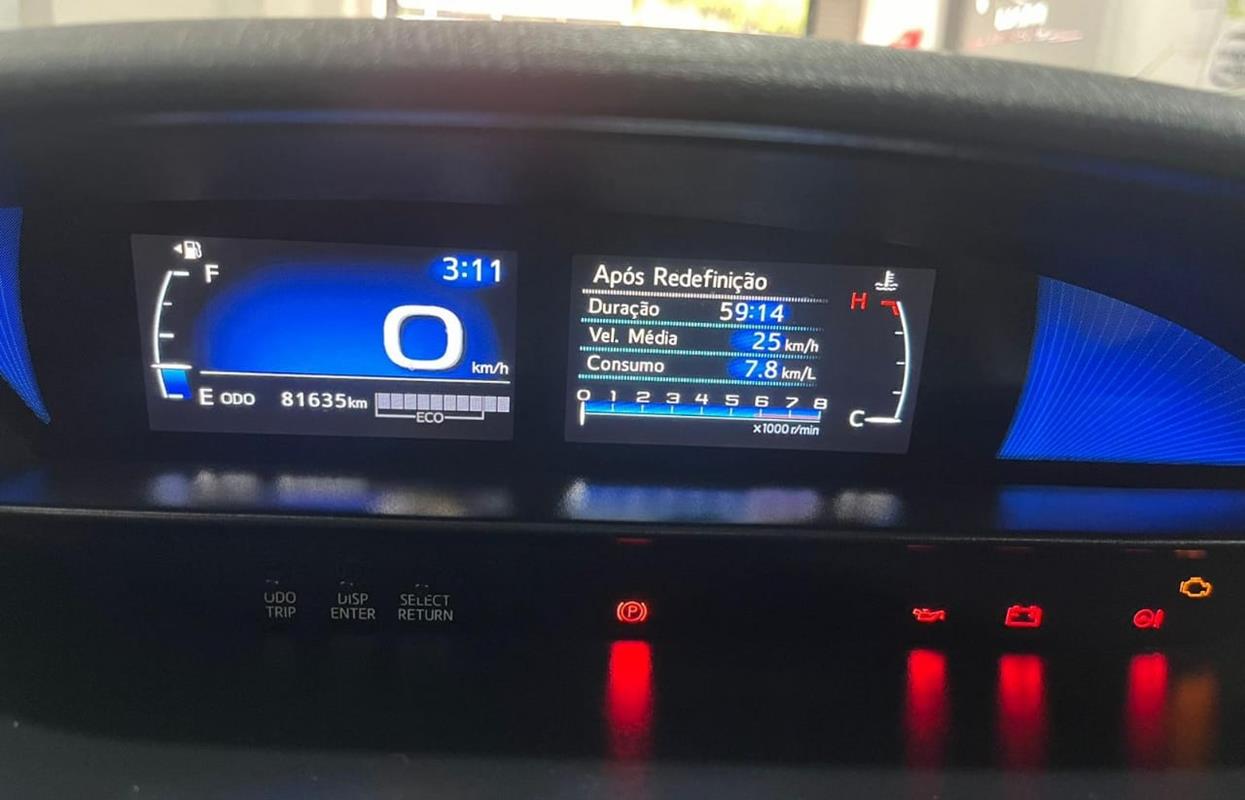 F
3:11
0
km/h
E ODO 81635km
ECO
Após Redefinição
Duração 59:14
Vel. Média 25 km/h
Consumo 7.8 km/L
0 1 2 3 4 5 6 7 8
x1000 r/min
H
C
ODO
TRIP
DISP
ENTER
SELECT
RETURN
P